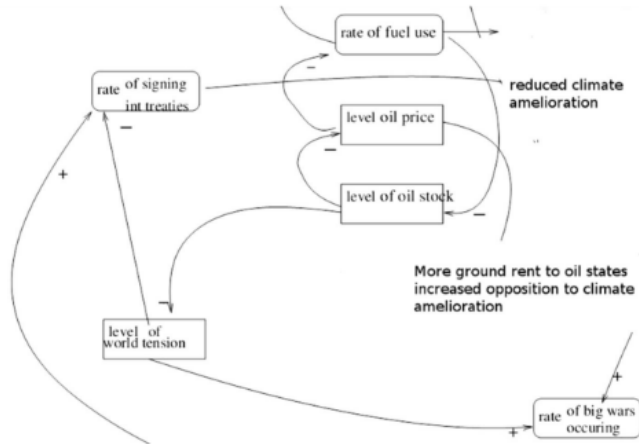 rate of fuel use
–
rate of signing
int treaties
reduced climate
amelioration
–
level oil price
+
–
level of oil stock
–
More ground rent to oil states
increased opposition to climate
amelioration
–
level of
world tension
+
rate of big wars
occuring
+